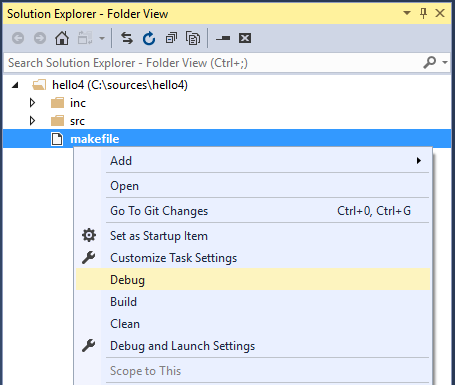 Solution Explorer - Folder View
Search Solution Explorer - Folder View (Ctrl+;)
hello4 (C:\sources\hello4)
inc
src
makefile
Add
Open
Go To Git Changes Ctrl+0, Ctrl+G
Set as Startup Item
Customize Task Settings
Debug
Build
Clean
Debug and Launch Settings
Scope to This